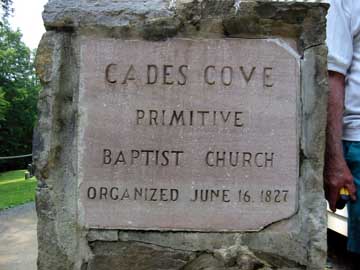 CADES COVE
PRIMITIVE
BAPTIST CHURCH
ORGANIZED JUNE 16, 1827